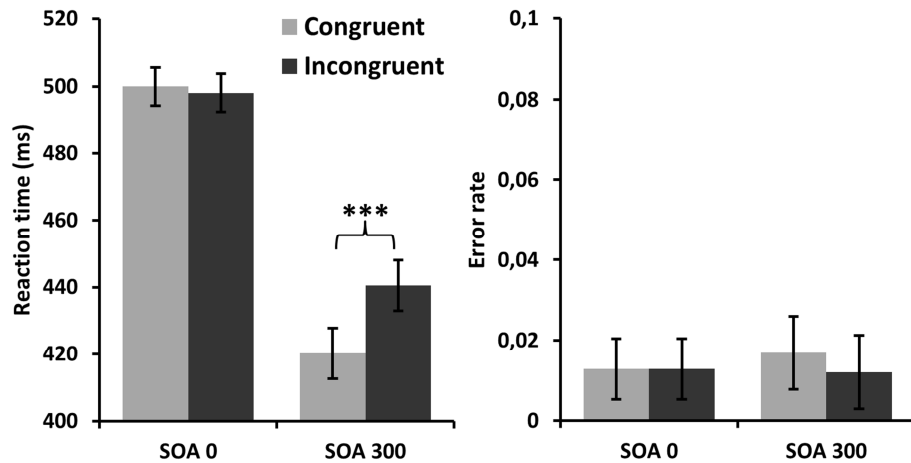 Reaction time (ms)
520
500
480
460
440
420
400
Congruent
Incongruent
***
SOA 0
SOA 300
Error rate
0,1
0,08
0,06
0,04
0,02
0
SOA 0
SOA 300